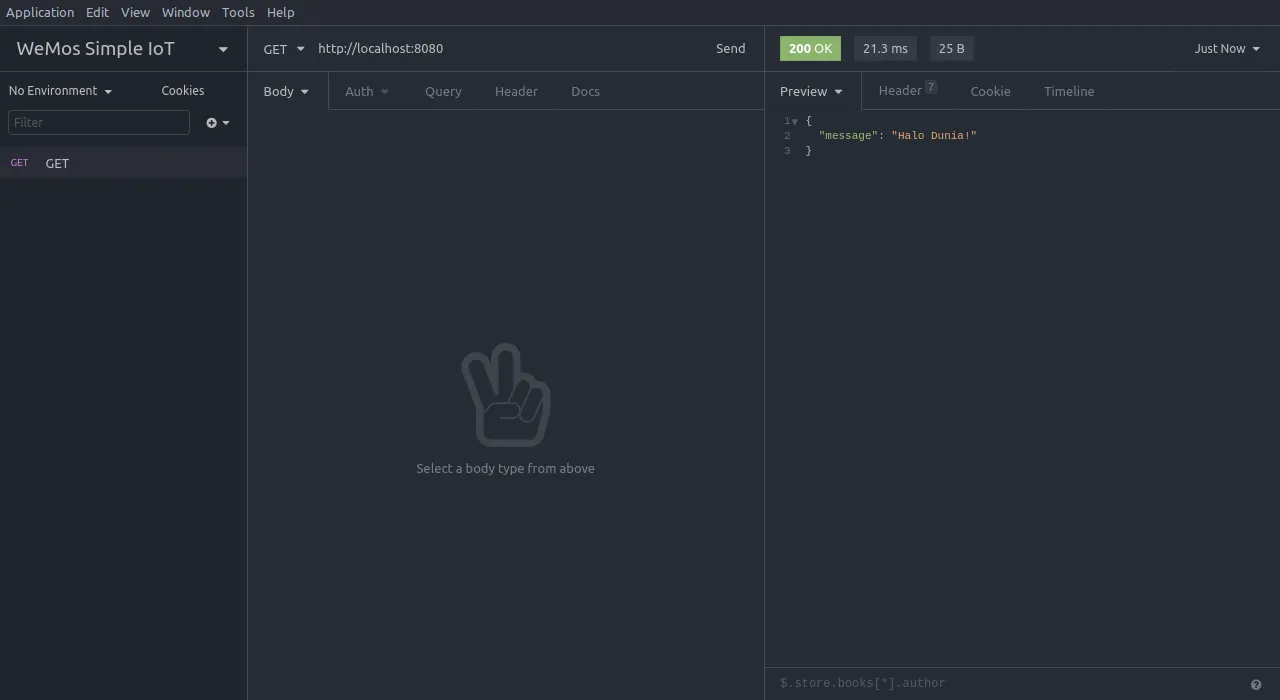 Application Edit View Window Tools Help
WeMos Simple IoT
GET http://localhost:8080 Send
200 OK 21.3 ms 25 B Just Now
No Environment Cookies
Body Auth Query Header Docs
Preview Header 7 Cookie Timeline
Filter
GET GET
1 {
2 "message": "Halo Dunia!"
3 }
Select a body type from above
$.store.books[*].author